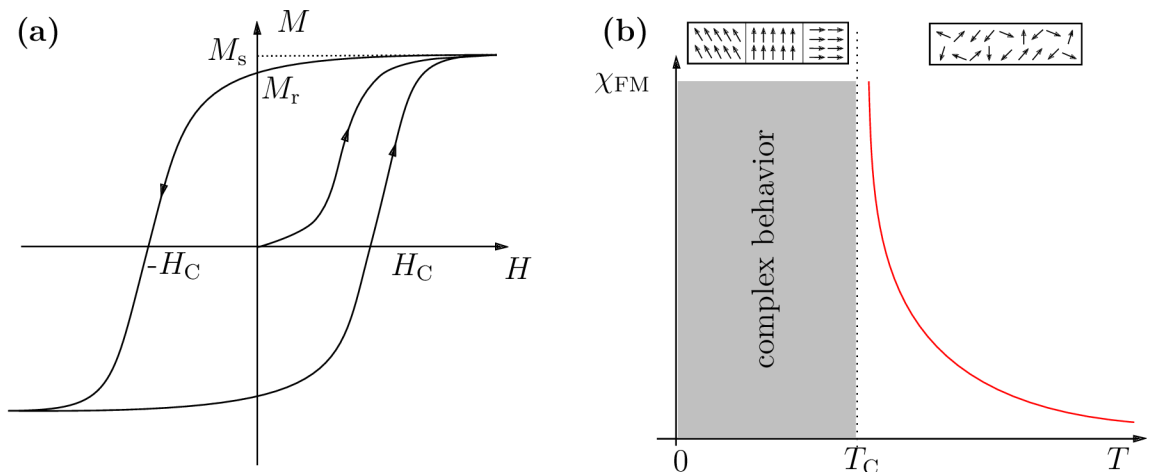 (a)
M
M_s
M_r
-H_C
H_C
H
(b)
χ_FM
complex behavior
0
T_C
T